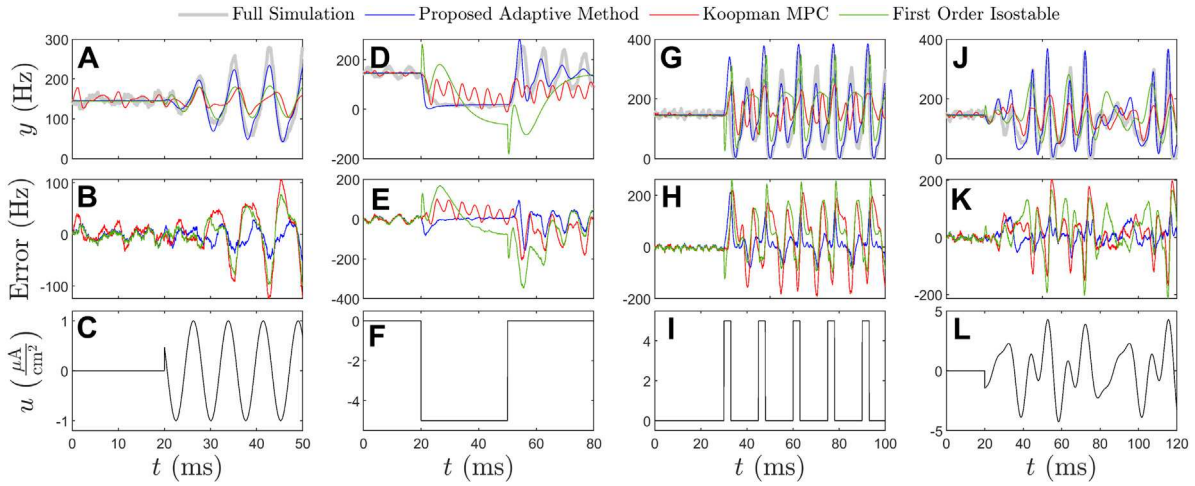 Full Simulation Proposed Adaptive Method Koopman MPC First Order Isostable
y (Hz)
A
300
200
100
0
D
200
0
-200
G
400
200
0
J
400
200
0
Error (Hz)
B
100
0
-100
E
200
0
-200
-400
H
200
0
-200
K
200
0
-200
u (μA/cm²)
C
1
0
-1
0 10 20 30 40 50
F
0
-2
-4
0 20 40 60 80
I
4
2
0
0 20 40 60 80 100
L
5
0
-5
0 20 40 60 80 100 120
t (ms) t (ms) t (ms) t (ms)